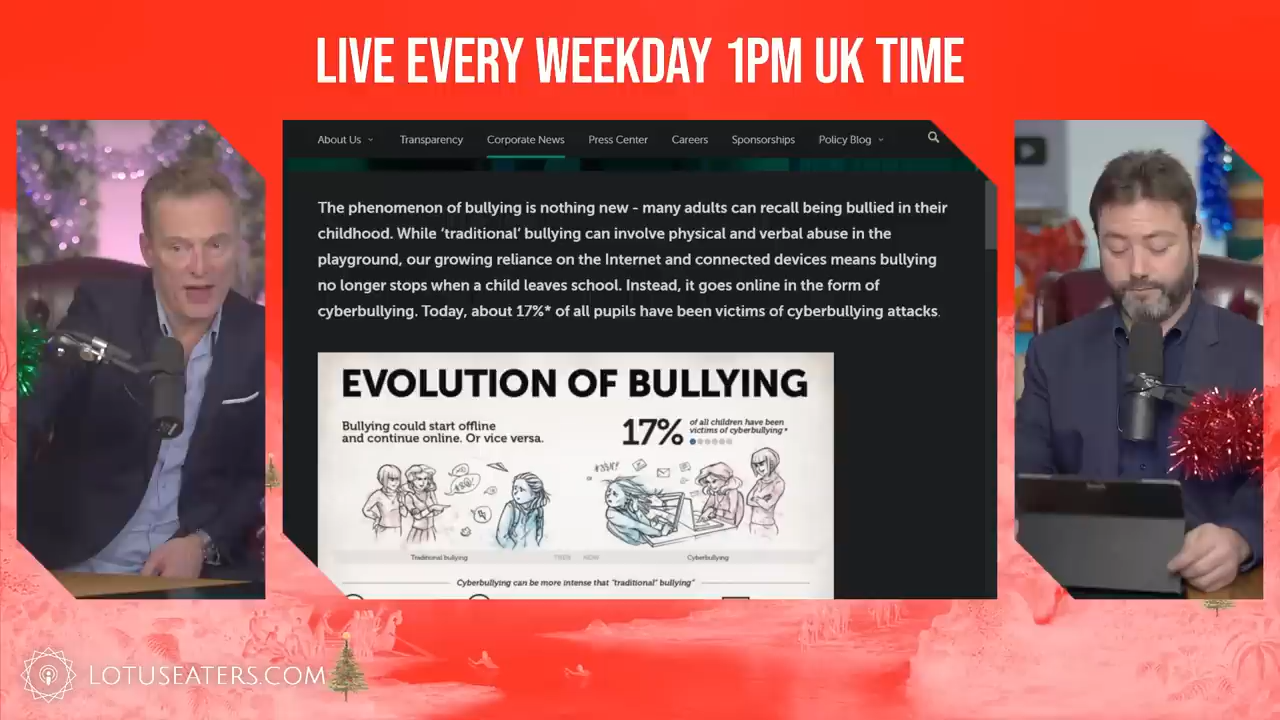 LIVE EVERY WEEKDAY 1PM UK TIME
About Us Transparency Corporate News Press Center Careers Sponsorships Policy Blog
The phenomenon of bullying is nothing new - many adults can recall being bullied in their
childhood. While ‘traditional’ bullying can involve physical and verbal abuse in the
playground, our growing reliance on the Internet and connected devices means bullying
no longer stops when a child leaves school. Instead, it goes online in the form of
cyberbullying. Today, about 17%* of all pupils have been victims of cyberbullying attacks.
EVOLUTION OF BULLYING
Bullying could start offline
and continue online. Or vice versa.
17% of all children have been
victims of cyberbullying*
Traditional bullying THEN NOW Cyberbullying
Cyberbullying can be more intense that "traditional" bullying"
LOTUSEATERS.COM